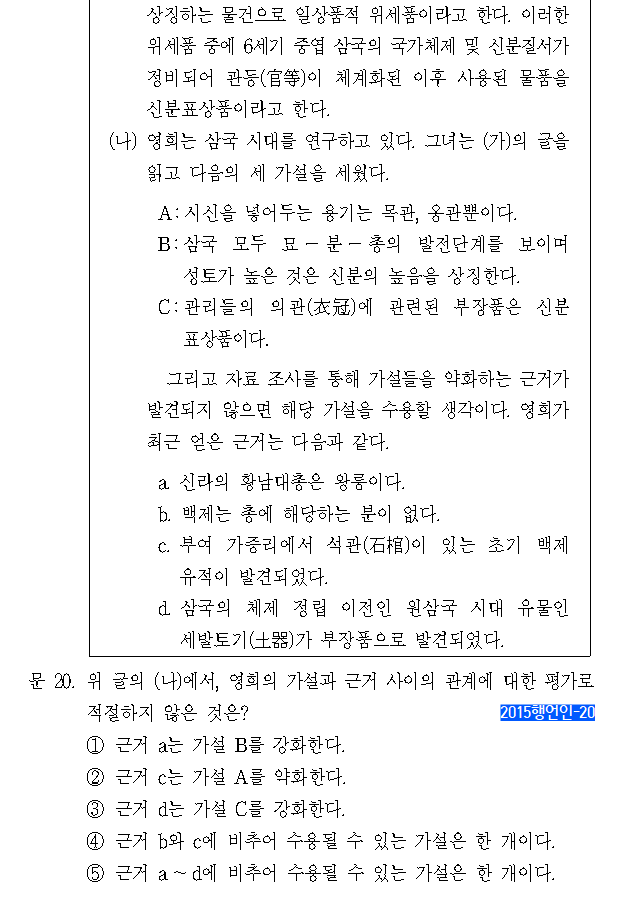 상징하는 물건으로 일상품적 위세품이라고 한다. 이러한
위세품 중에 6세기 중엽 삼국의 국가체제 및 신분질서가
정비되어 관등(官等)이 체계화된 이후 사용된 물품을
신분표상품이라고 한다.
(나) 영희는 삼국 시대를 연구하고 있다. 그녀는 (가)의 글을
읽고 다음의 세 가설을 세웠다.
A : 시신을 넣어두는 용기는 목관, 옹관뿐이다.
B : 삼국 모두 묘－분－총의 발전단계를 보이며
성토가 높은 것은 신분의 높음을 상징한다.
C : 관리들의 의관(衣冠)에 관련된 부장품은 신분
표상품이다.
그리고 자료 조사를 통해 가설들을 약화하는 근거가
발견되지 않으면 해당 가설을 수용할 생각이다. 영희가
최근 얻은 근거는 다음과 같다.
a. 신라의 황남대총은 왕릉이다.
b. 백제는 총에 해당하는 분이 없다.
c. 부여 가증리에서 석관(石棺)이 있는 초기 백제
유적이 발견되었다.
d. 삼국의 체제 정립 이전인 원삼국 시대 유물인
세발토기(土器)가 부장품으로 발견되었다.
문 20. 위 글의 (나)에서, 영희의 가설과 근거 사이의 관계에 대한 평가로
적절하지 않은 것은? 2015행언인-20
① 근거 a는 가설 B를 강화한다.
② 근거 c는 가설 A를 약화한다.
③ 근거 d는 가설 C를 강화한다.
④ 근거 b와 c에 비추어 수용될 수 있는 가설은 한 개이다.
⑤ 근거 a～d에 비추어 수용될 수 있는 가설은 한 개이다.